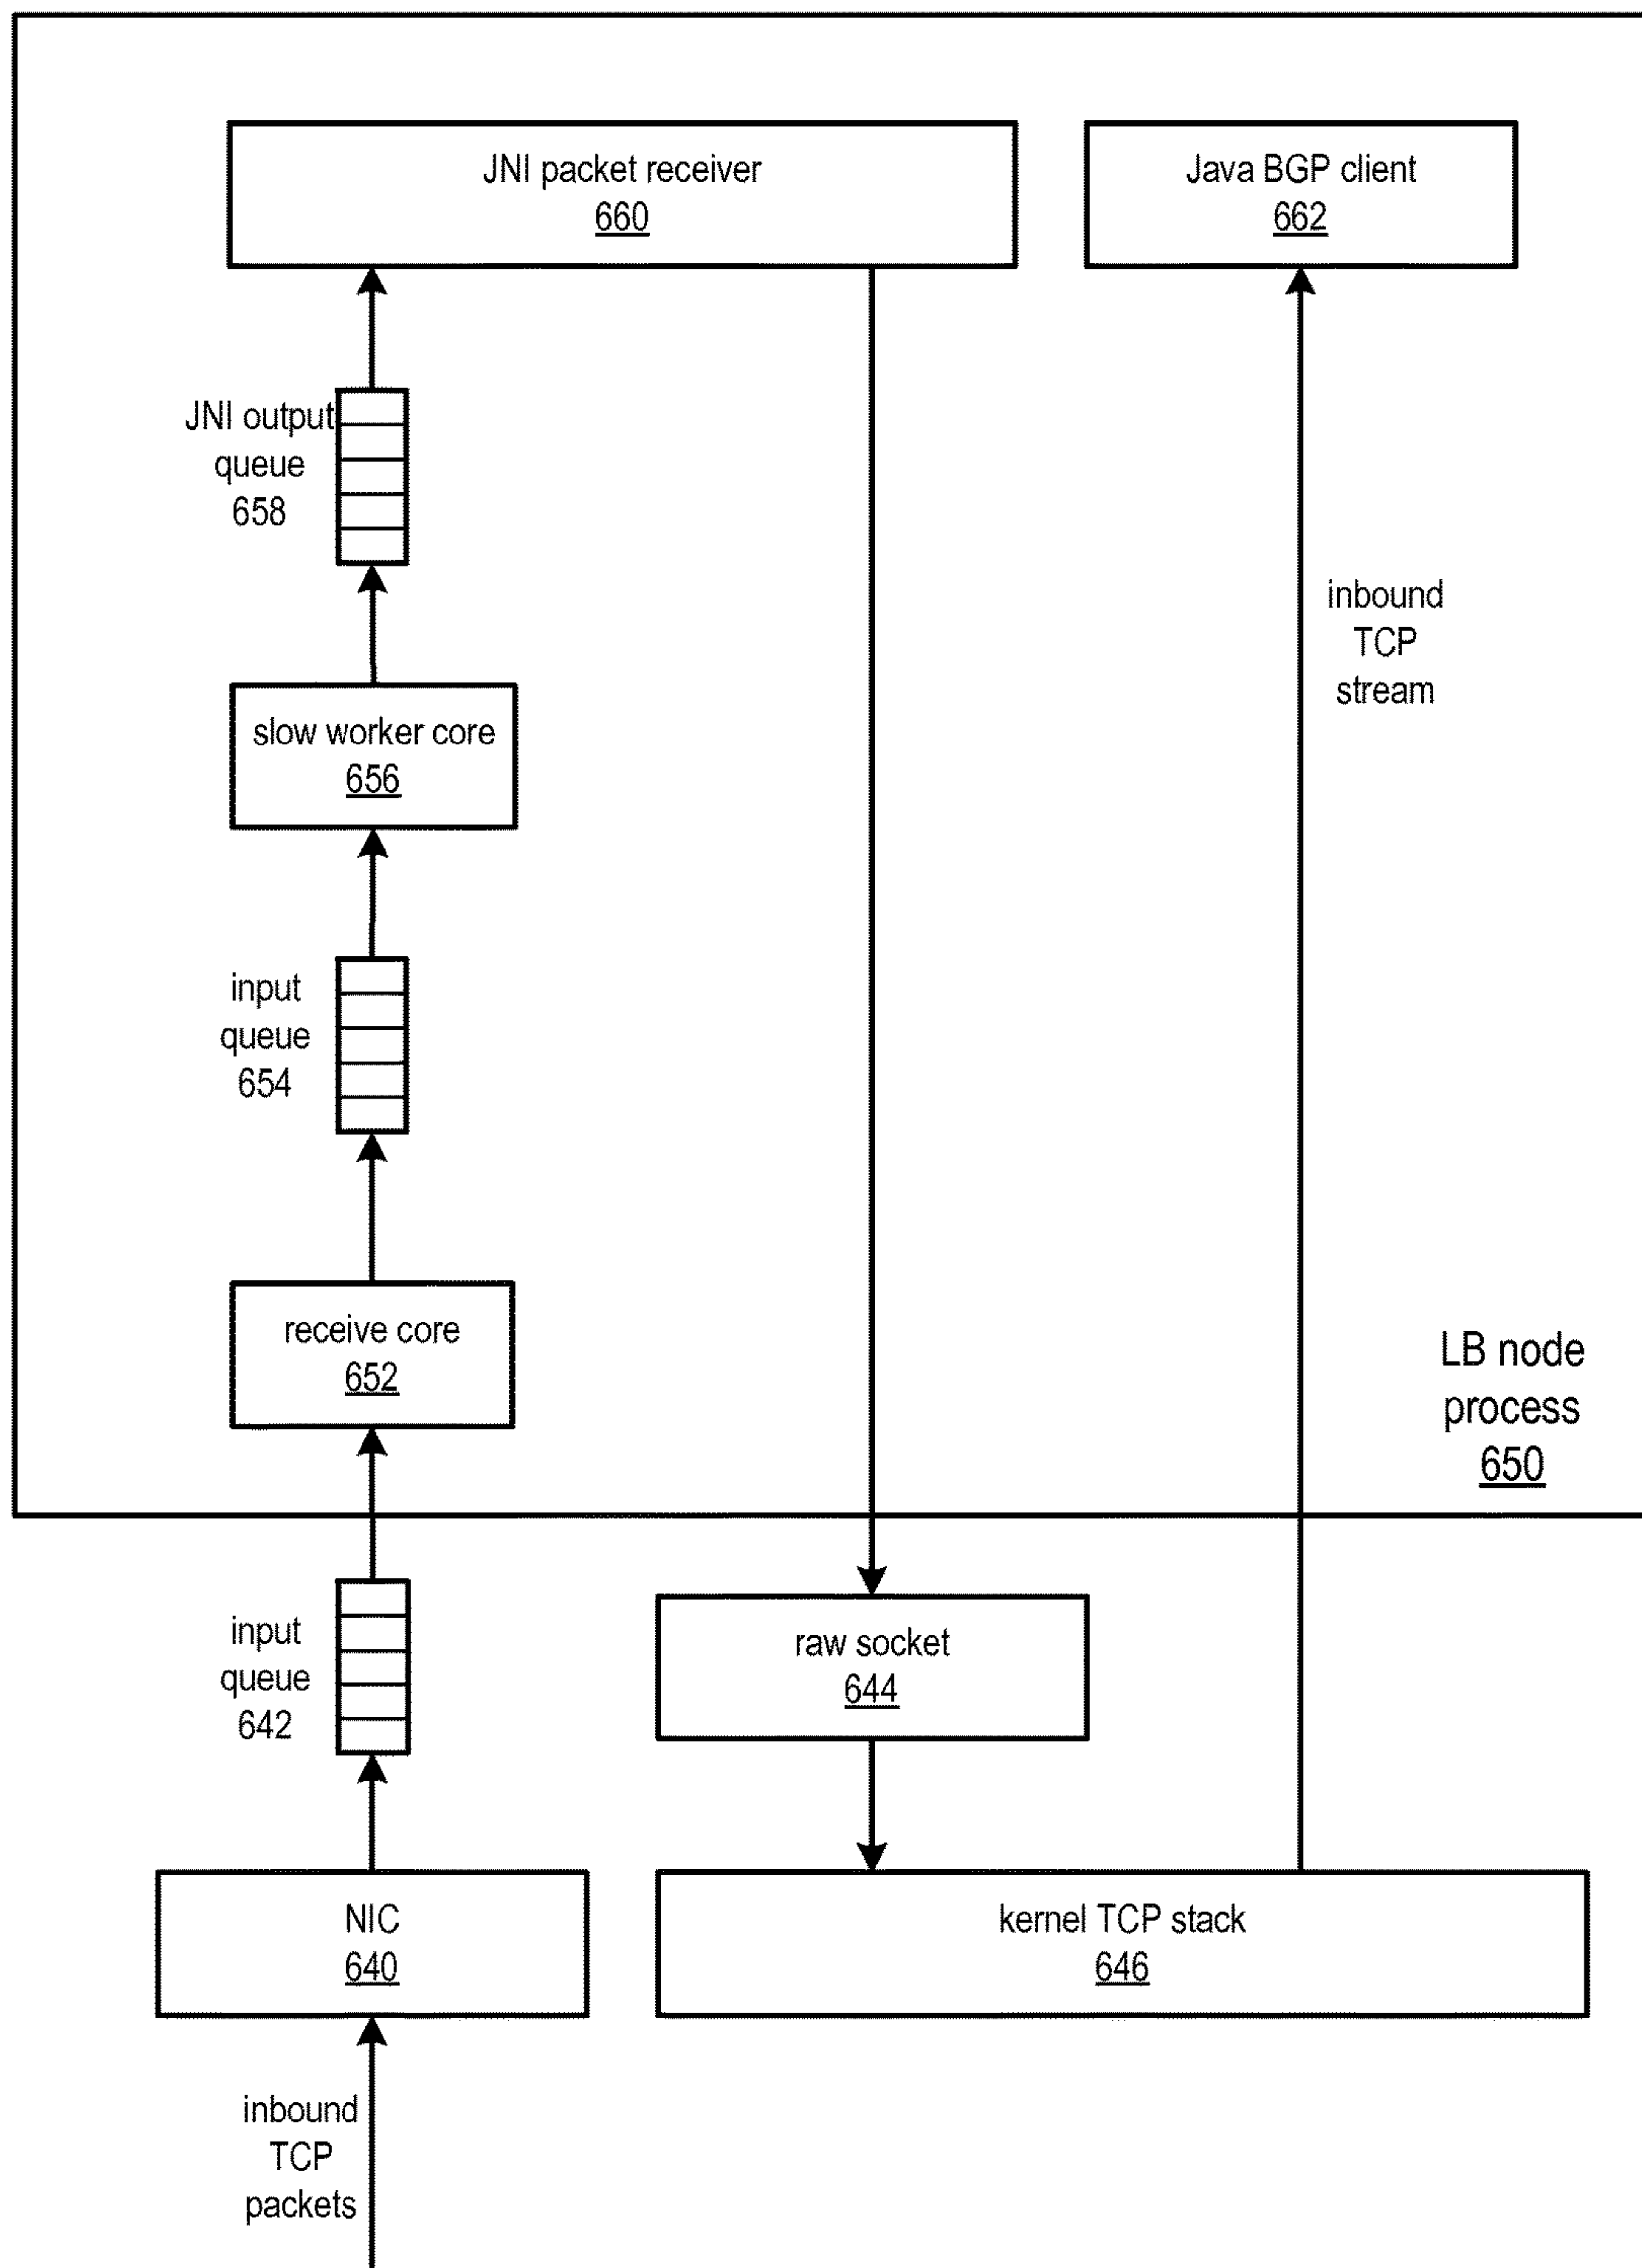 JNI packet receiver
660
Java BGP client
662
JNI output
queue
658
inbound
TCP
stream
slow worker core
656
input
queue
654
receive core
652
LB node
process
650
input
queue
642
raw socket
644
NIC
640
kernel TCP stack
646
inbound
TCP
packets